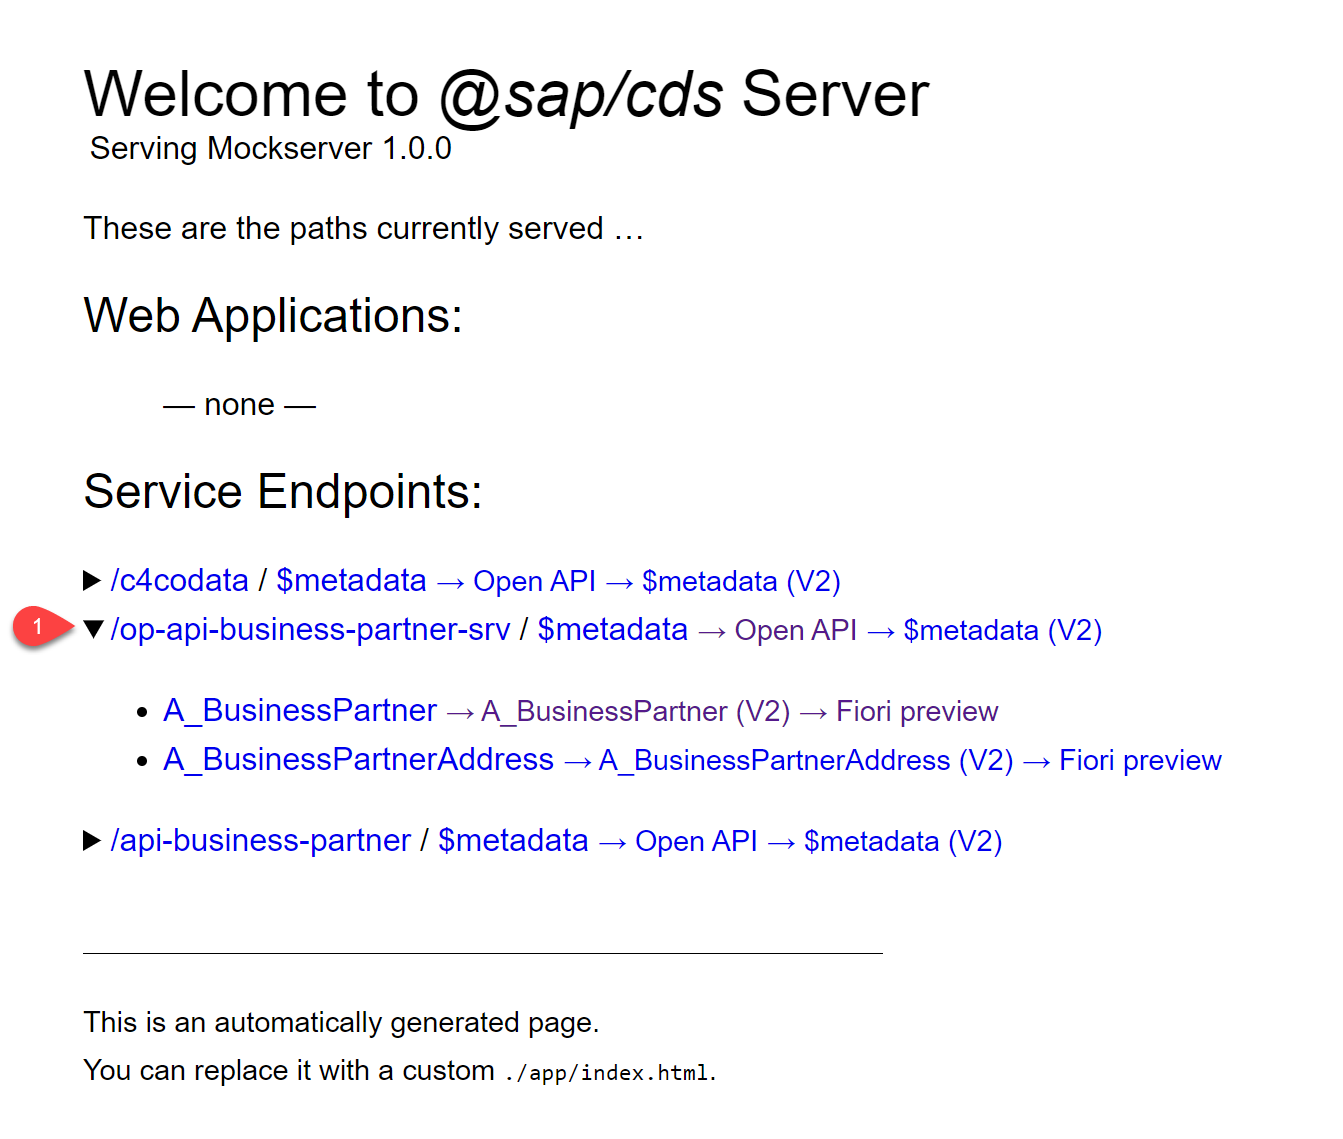 Welcome to @sap/cds Server
Serving Mockserver 1.0.0
These are the paths currently served …
Web Applications:
— none —
Service Endpoints:
/c4codata / $metadata → Open API → $metadata (V2)
1
/op-api-business-partner-srv / $metadata → Open API → $metadata (V2)
A_BusinessPartner → A_BusinessPartner (V2) → Fiori preview
A_BusinessPartnerAddress → A_BusinessPartnerAddress (V2) → Fiori preview
/api-business-partner / $metadata → Open API → $metadata (V2)
This is an automatically generated page.
You can replace it with a custom ./app/index.html.